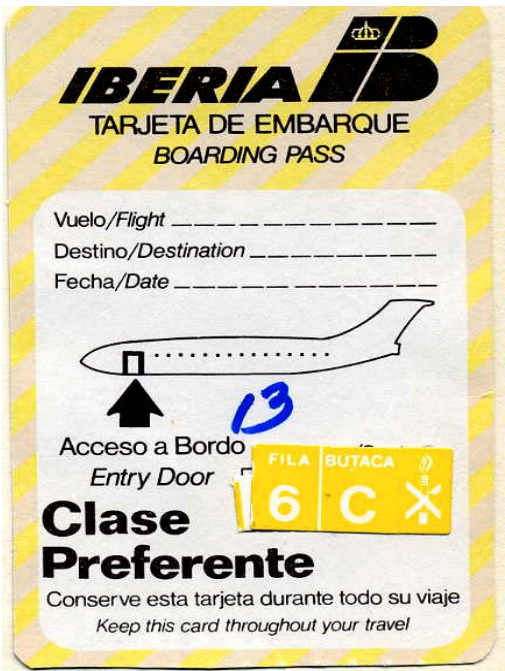 IBERIA
TARJETA DE EMBARQUE
BOARDING PASS
Vuelo/Flight
Destino/Destination
Fecha/Date
13
Acceso a Bordo
Entry Door
FILA BUTACA
6 C
Clase
Preferente
Conserve esta tarjeta durante todo su viaje
Keep this card throughout your travel